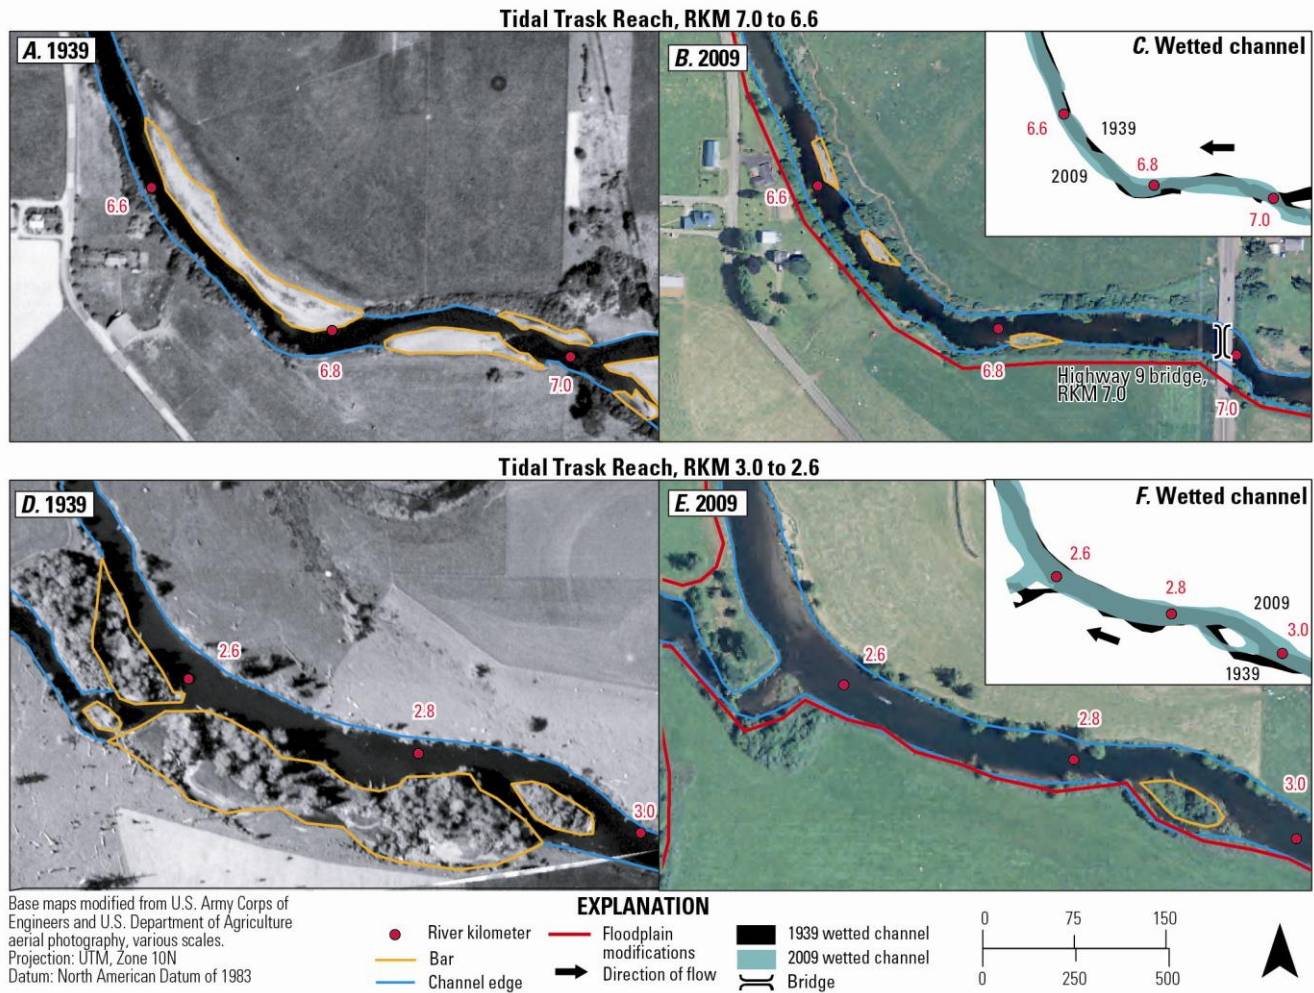 Tidal Trask Reach, RKM 7.0 to 6.6
A. 1939
6.6
6.8
7.0
B. 2009
6.6
6.8
Highway 9 bridge,
RKM 7.0
7.0
C. Wetted channel
6.6
1939
6.8
2009
7.0
Tidal Trask Reach, RKM 3.0 to 2.6
D. 1939
2.6
2.8
3.0
E. 2009
2.6
2.8
3.0
F. Wetted channel
2.6
2.8
2009
3.0
1939
Base maps modified from U.S. Army Corps of
Engineers and U.S. Department of Agriculture
aerial photography, various scales.
Projection: UTM, Zone 10N
Datum: North American Datum of 1983
EXPLANATION
River kilometer
Bar
Channel edge
Floodplain
modifications
Direction of flow
1939 wetted channel
2009 wetted channel
Bridge
0 75 150
0 250 500